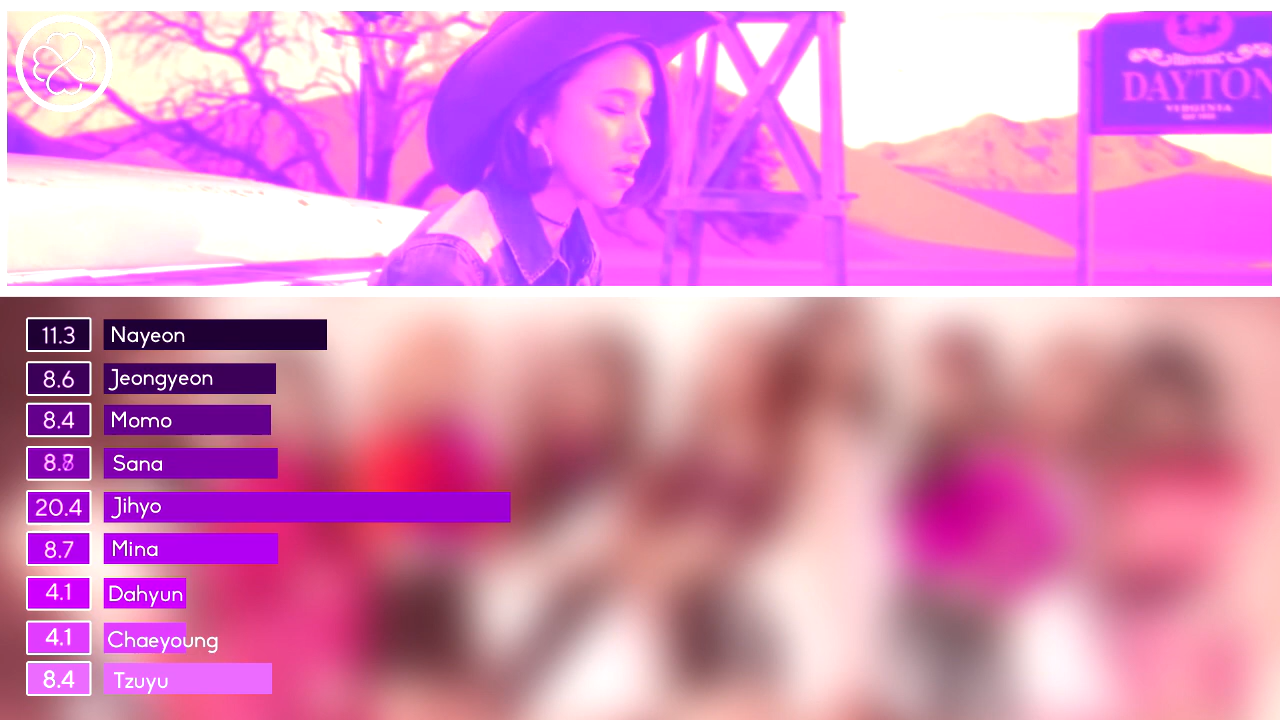 DAYTON
VIRGINIA
11.3 Nayeon
8.6 Jeongyeon
8.4 Momo
Sana
20.4 Jihyo
8.7 Mina
4.1 Dahyun
4.1 Chaeyoung
8.4 Tzuyu